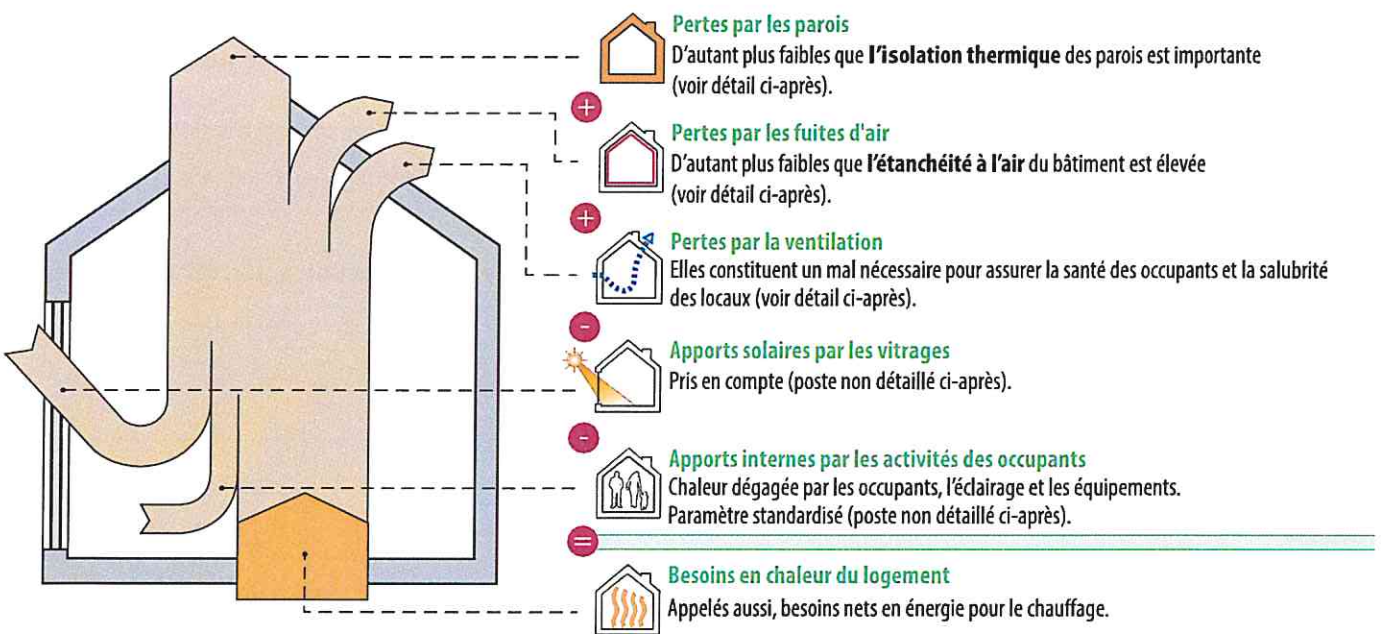 Pertes par les parois
D'autant plus faibles que l'isolation thermique des parois est importante
(voir détail ci-après).
+
Pertes par les fuites d'air
D'autant plus faibles que l'étanchéité à l'air du bâtiment est élevée
(voir détail ci-après).
+
Pertes par la ventilation
Elles constituent un mal nécessaire pour assurer la santé des occupants et la salubrité
des locaux (voir détail ci-après).
-
Apports solaires par les vitrages
Pris en compte (poste non détaillé ci-après).
-
Apports internes par les activités des occupants
Chaleur dégagée par les occupants, l'éclairage et les équipements.
Paramètre standardisé (poste non détaillé ci-après).
=
Besoins en chaleur du logement
Appelés aussi, besoins nets en énergie pour le chauffage.